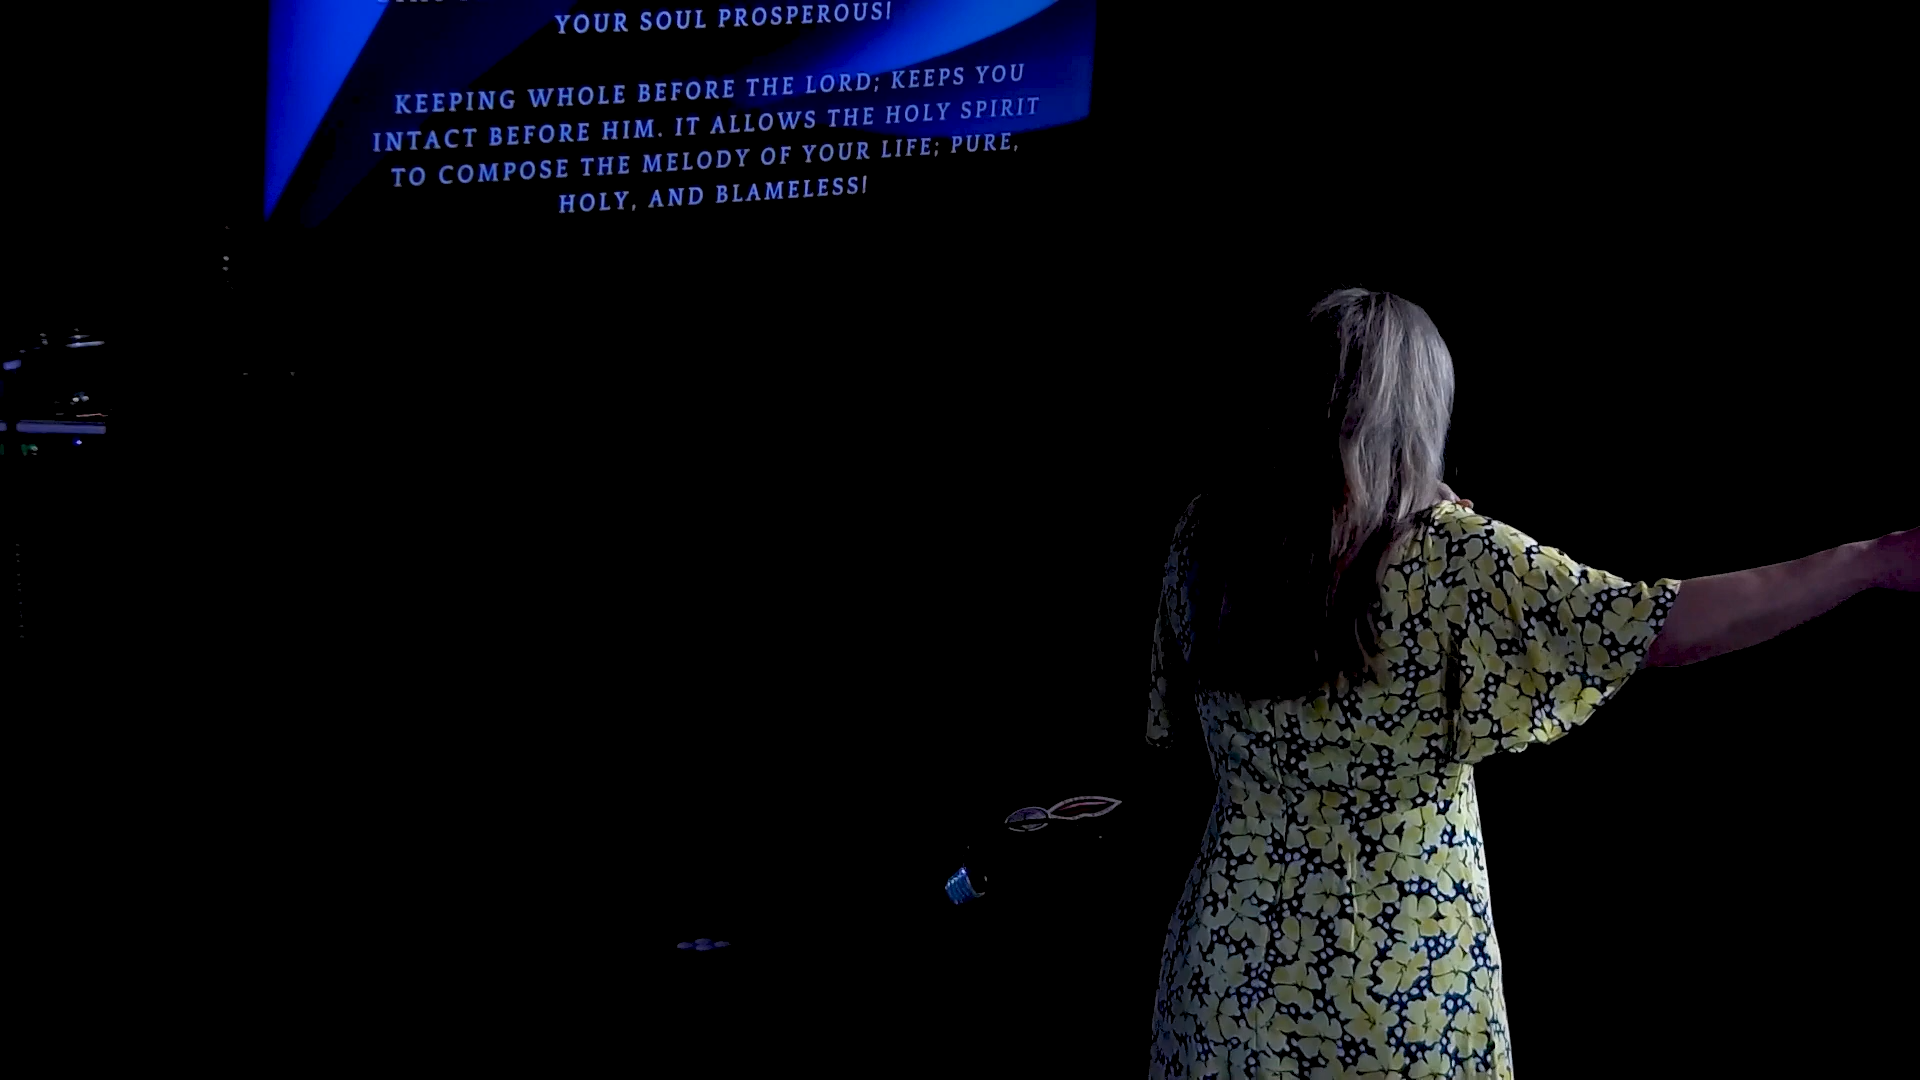 YOUR SOUL PROSPEROUS!
KEEPING WHOLE BEFORE THE LORD; KEEPS YOU
INTACT BEFORE HIM. IT ALLOWS THE HOLY SPIRIT
TO COMPOSE THE MELODY OF YOUR LIFE; PURE,
HOLY, AND BLAMELESS!